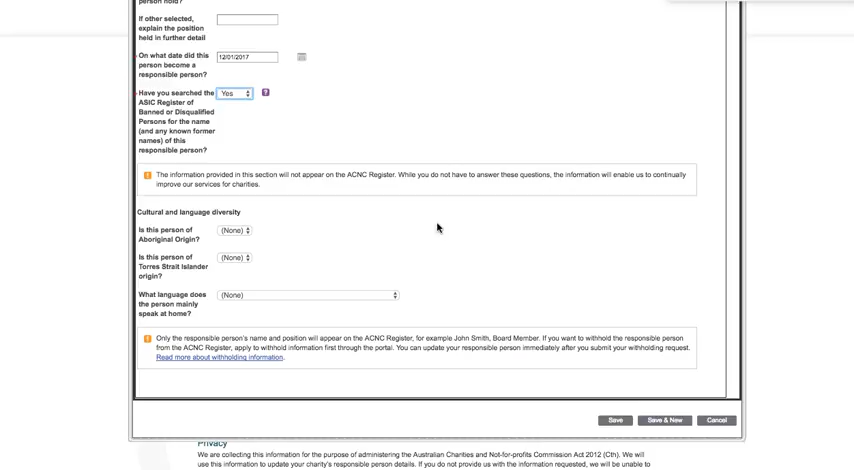 person hold?
If other selected,
explain the position
held in further detail
On what date did this
12/01/2017
person become a
responsible person?
Have you searched the
Yes
?
ASIC Register of
Banned or Disqualified
Persons for the name
(and any known former
names) of this
responsible person?
! The information provided in this section will not appear on the ACNC Register. While you do not have to answer these questions, the information will enable us to continually
improve our services for charities.
Cultural and language diversity
Is this person of
(None)
Aboriginal Origin?
Is this person of
(None)
Torres Strait Islander
origin?
What language does
(None)
the person mainly
speak at home?
! Only the responsible person's name and position will appear on the ACNC Register, for example John Smith, Board Member. If you want to withhold the responsible person
from the ACNC Register, apply to withhold information first through the portal. You can update your responsible person immediately after you submit your withholding request.
Read more about withholding information.
Save Save & New Cancel
Privacy
We are collecting this information for the purpose of administering the Australian Charities and Not-for-profits Commission Act 2012 (Cth). We will
use this information to update your charity's responsible person details. If you do not provide us with the information requested, we will be unable to